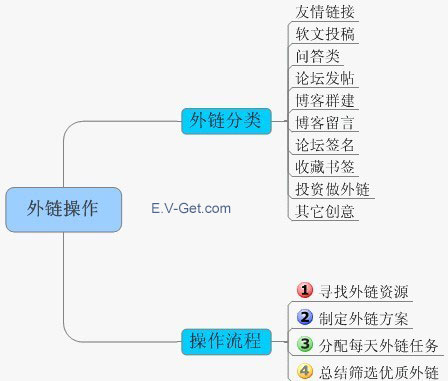 友情链接
软文投稿
问答类
论坛发帖
博客群建
外链分类
博客留言
论坛签名
收藏书签
投资做外链
其它创意
外链操作
E.V-Get.com
操作流程
1 寻找外链资源
2 制定外链方案
3 分配每天外链任务
4 总结筛选优质外链